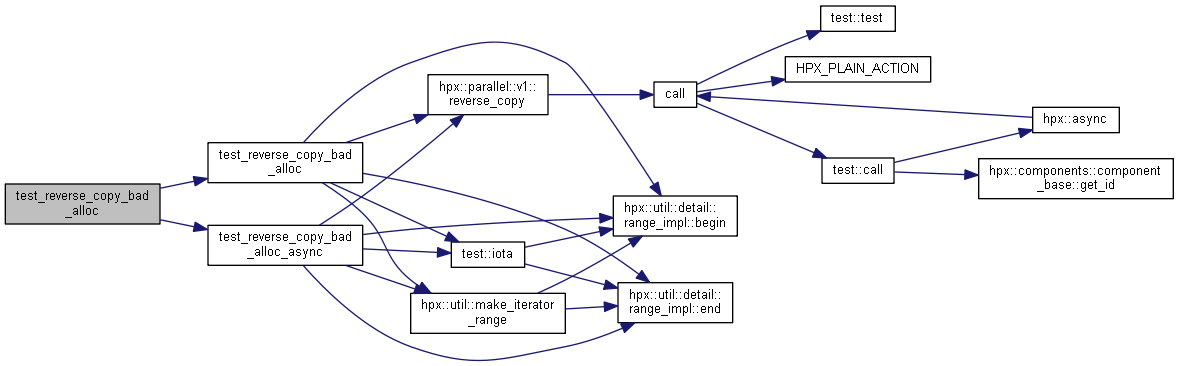 test_reverse_copy_bad
_alloc
test_reverse_copy_bad
_alloc
test_reverse_copy_bad
_alloc_async
hpx::parallel::v1::
reverse_copy
test::iota
hpx::util::make_iterator
_range
hpx::util::detail::
range_impl::begin
hpx::util::detail::
range_impl::end
call
test::test
HPX_PLAIN_ACTION
test::call
hpx::async
hpx::components::component
_base::get_id